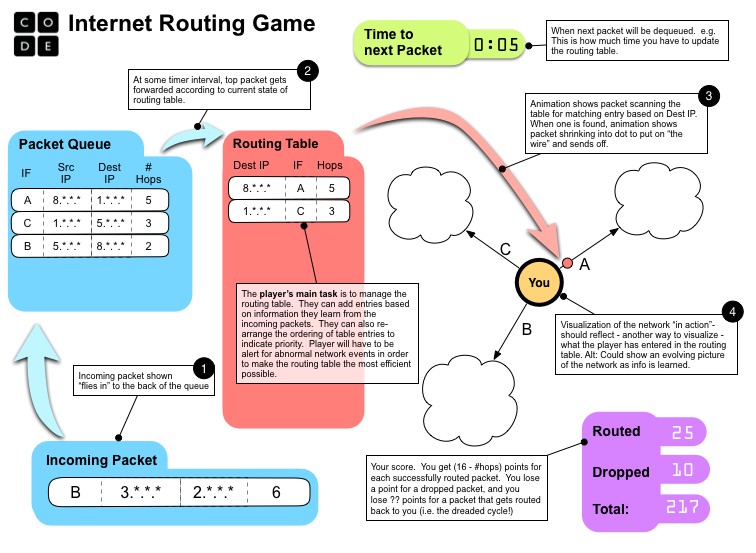 C O
D E
Internet Routing Game
Time to
next Packet
0:05
When next packet will be dequeued. e.g.
This is how much time you have to update
the routing table.
2
At some timer interval, top packet gets
forwarded according to current state of
routing table.
3
Animation shows packet scanning the
table for matching entry based on Dest IP.
When one is found, animation shows
packet shrinking into dot to put on "the
wire" and sends off.
Packet Queue
IF Src IP Dest IP # Hops
A 8.*.*.* 1.*.*.* 5
C 1.*.*.* 5.*.*.* 3
B 5.*.*.* 8.*.*.* 2
Routing Table
Dest IP IF Hops
8.*.*.* A 5
1.*.*.* C 3
C
A
You
B
The player's main task is to manage the
routing table. They can add entries based
on information they learn from the
incoming packets. They can also re-
arrange the ordering of table entries to
indicate priority. Player will have to be
alert for abnormal network events in order
to make the routing table the most efficient
possible.
4
Visualization of the network "in action"-
should reflect - another way to visualize -
what the player has entered in the routing
table. Alt: Could show an evolving picture
of the network as info is learned.
1
Incoming packet shown
"flies in" to the back of the queue
Incoming Packet
B 3.*.*.* 2.*.*.* 6
Your score. You get (16 - #hops) points for
each successfully routed packet. You lose
a point for a dropped packet, and you
lose ?? points for a packet that gets routed
back to you (i.e. the dreaded cycle!)
Routed 25
Dropped 10
Total: 217